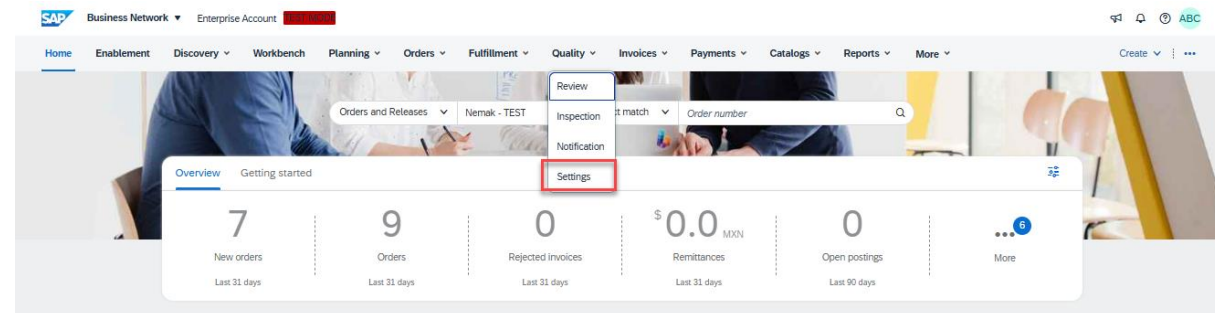 SAP Business Network Enterprise Account TEST MODE ABC
Home Enablement Discovery Workbench Planning Orders Fulfillment Quality Invoices Payments Catalogs Reports More Create
Review
Orders and Releases Nemak - TEST ct match Order number
Inspection
Notification
Overview Getting started
Settings
7 9 0 $ 0.0 MXN 0 ... 6
New orders Orders Rejected invoices Remittances Open postings More
Last 31 days Last 31 days Last 31 days Last 31 days Last 90 days